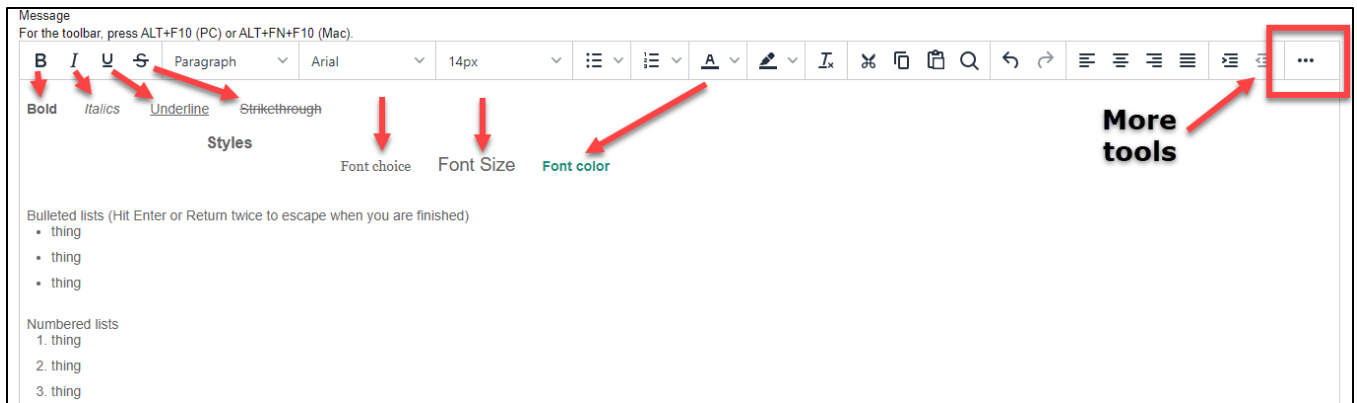 Message
For the toolbar, press ALT+F10 (PC) or ALT+FN+F10 (Mac).
B I U S Paragraph Arial 14px A Ix
Bold Italics Underline Strikethrough
More
tools
Styles
Font choice Font Size Font color
Bulleted lists (Hit Enter or Return twice to escape when you are finished)
• thing
• thing
• thing
Numbered lists
1. thing
2. thing
3. thing